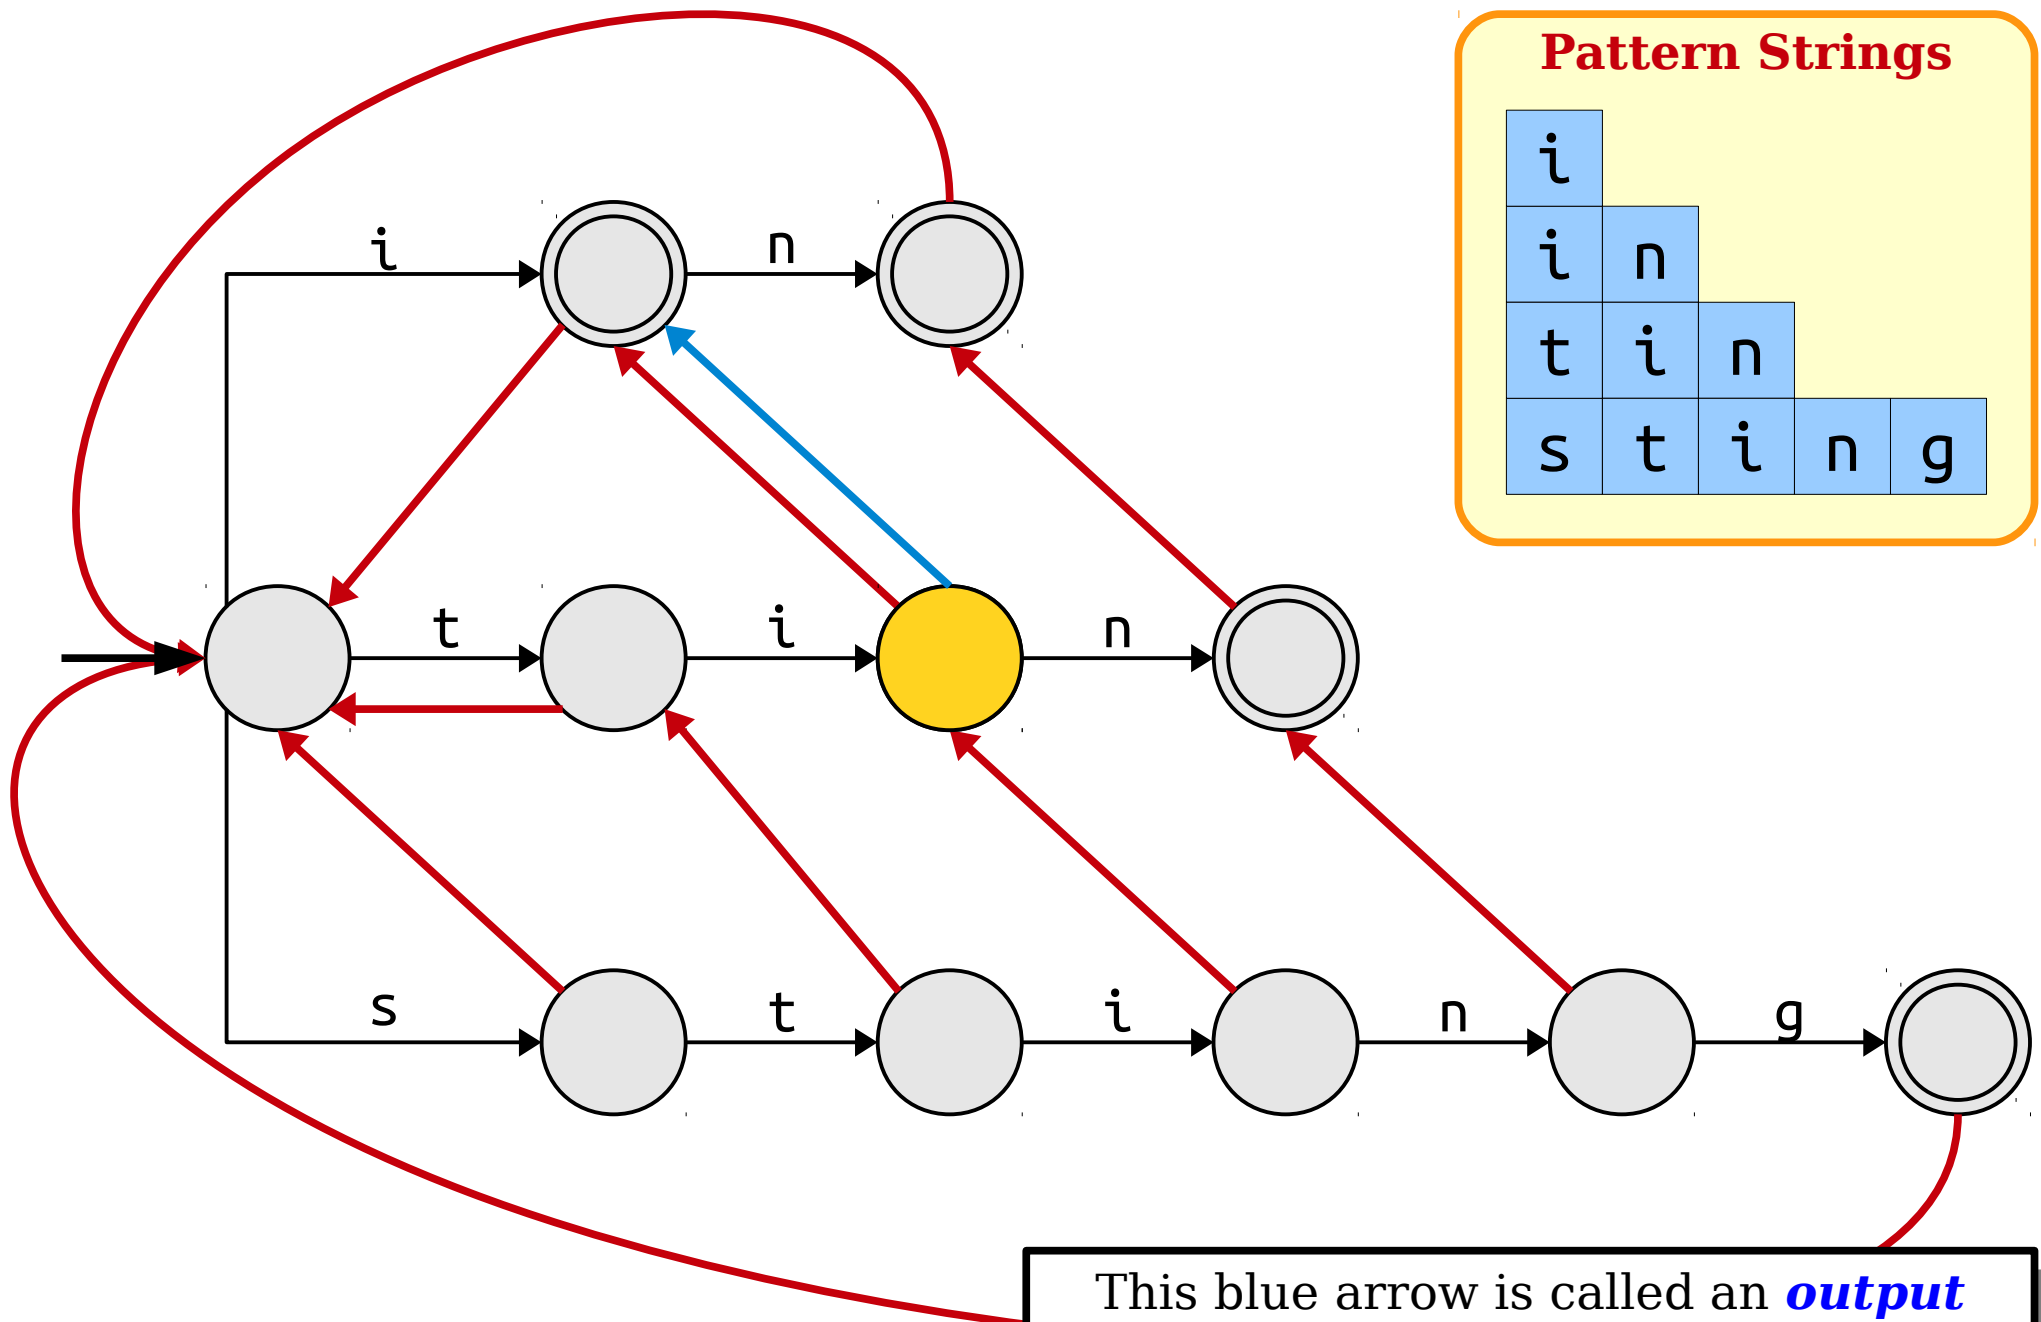 Pattern Strings
i
i n
t i n
s t i n g
i n
t i n
s t i n g
This blue arrow is called an output